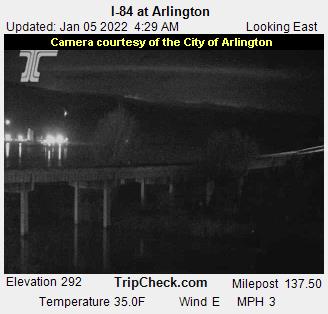 I-84 at Arlington
Updated: Jan 05 2022 4:29 AM Looking East
Camera courtesy of the City of Arlington
Elevation 292 TripCheck.com Milepost 137.50
Temperature 35.0F Wind E MPH 3